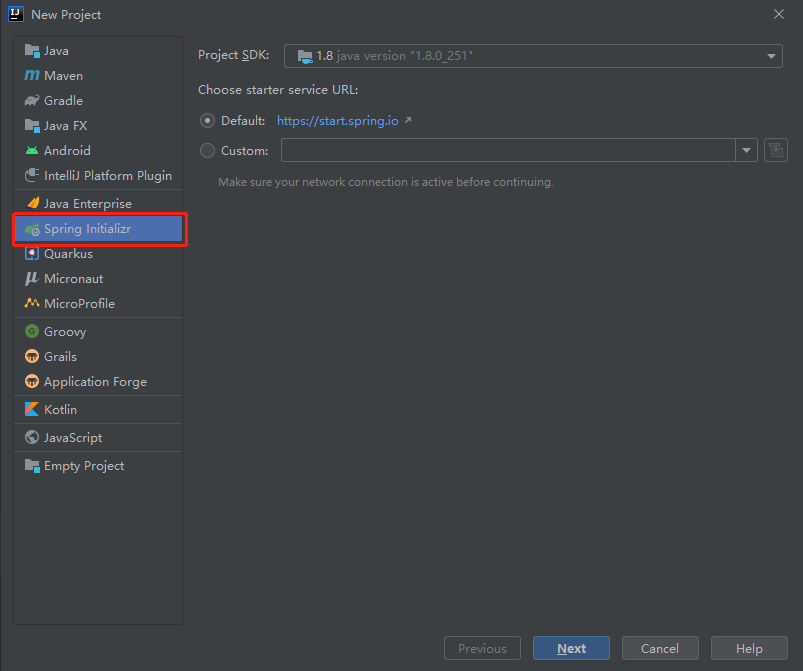 New Project
Java
Maven
Gradle
Java FX
Android
IntelliJ Platform Plugin
Java Enterprise
Spring Initializr
Quarkus
Micronaut
MicroProfile
Groovy
Grails
Application Forge
Kotlin
JavaScript
Empty Project
Project SDK: 1.8 java version "1.8.0_251"
Choose starter service URL:
Default: https://start.spring.io
Custom:
Make sure your network connection is active before continuing.
Previous Next Cancel Help